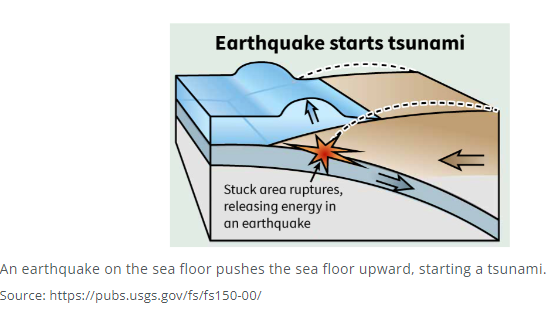 Earthquake starts tsunami
Stuck area ruptures,
releasing energy in
an earthquake
An earthquake on the sea floor pushes the sea floor upward, starting a tsunami.
Source: https://pubs.usgs.gov/fs/fs150-00/